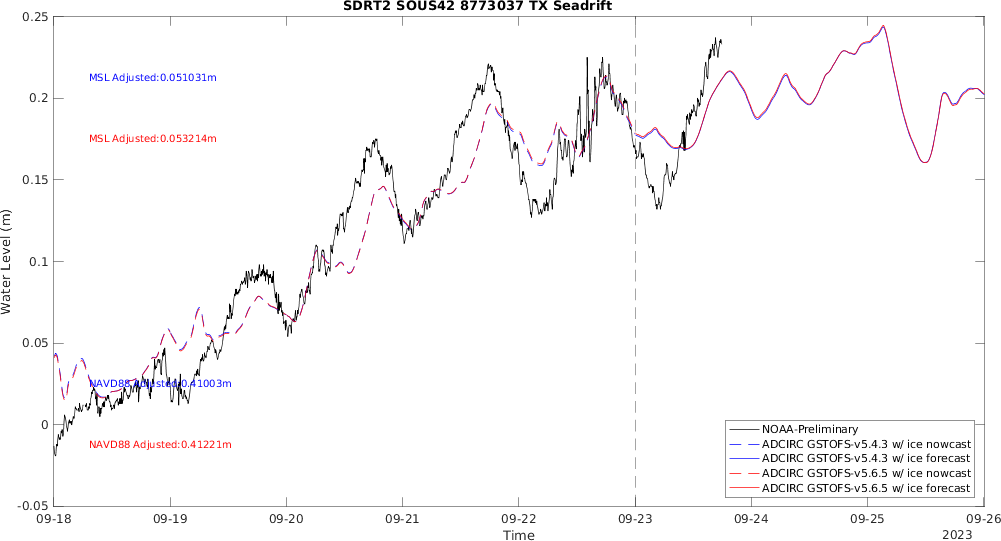 SDRT2 SOUS42 8773037 TX Seadrift
0.25
0.2
0.15
0.1
0.05
0
-0.05
Water Level (m)
MSL Adjusted:0.051031m
MSL Adjusted:0.053214m
NAVD88 Adjusted:0.41003m
NAVD88 Adjusted:0.41221m
NOAA-Preliminary
ADCIRC GSTOFS-v5.4.3 w/ ice nowcast
ADCIRC GSTOFS-v5.4.3 w/ ice forecast
ADCIRC GSTOFS-v5.6.5 w/ ice nowcast
ADCIRC GSTOFS-v5.6.5 w/ ice forecast
09-18 09-19 09-20 09-21 09-22 09-23 09-24 09-25 09-26
Time
2023